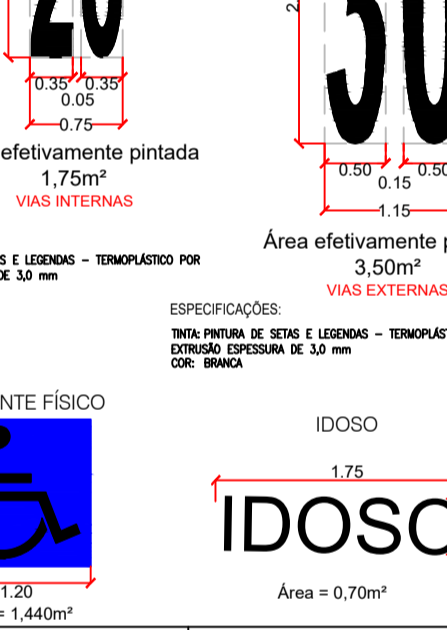 20
0.35 0.35
0.05
0.75
efetivamente pintada
1,75m²
VIAS INTERNAS
S E LEGENDAS – TERMOPLÁSTICO POR
DE 3,0 mm
30
2
0.50 0.50
0.15
1.15
Área efetivamente p
3,50m²
VIAS EXTERNAS
ESPECIFICAÇÕES:
TINTA: PINTURA DE SETAS E LEGENDAS – TERMOPLÁST
EXTRUSÃO ESPESSURA DE 3,0 mm
COR: BRANCA
NTE FÍSICO
1.20
= 1,440m²
IDOSO
1.75
IDOSO
Área = 0,70m²